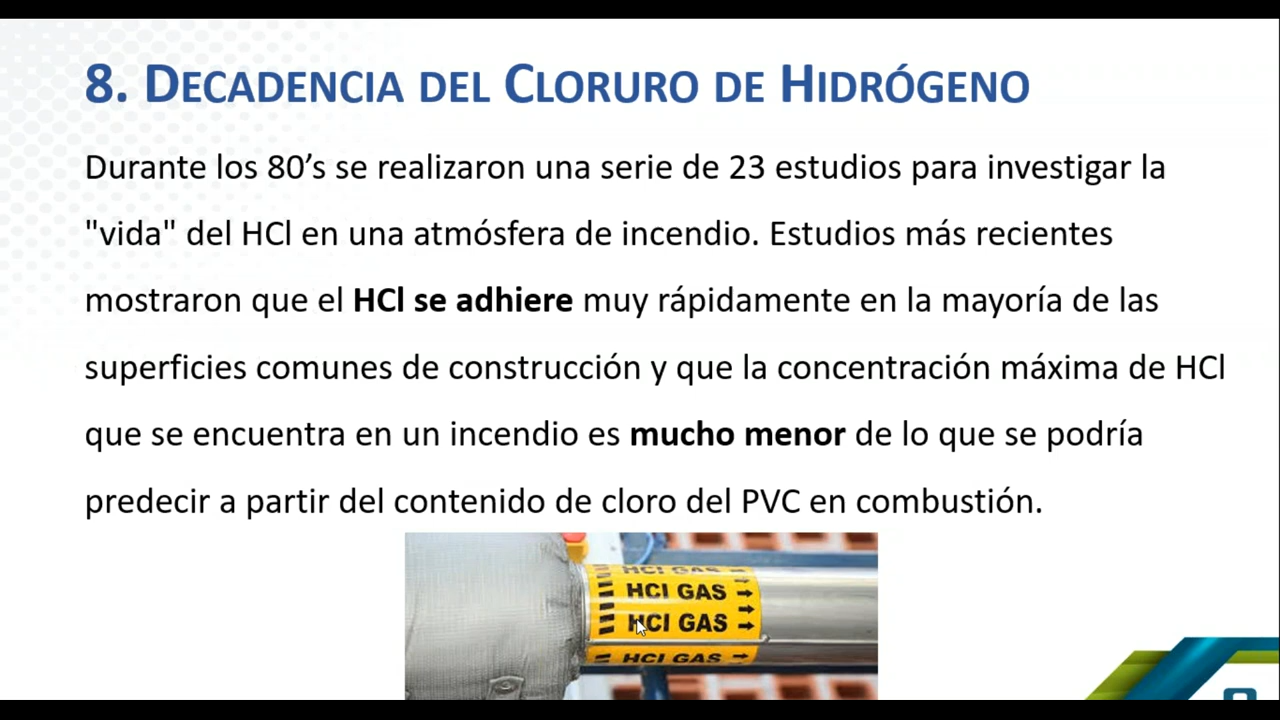 8. DECADENCIA DEL CLORURO DE HIDRÓGENO
Durante los 80’s se realizaron una serie de 23 estudios para investigar la
"vida" del HCl en una atmósfera de incendio. Estudios más recientes
mostraron que el HCl se adhiere muy rápidamente en la mayoría de las
superficies comunes de construcción y que la concentración máxima de HCl
que se encuentra en un incendio es mucho menor de lo que se podría
predecir a partir del contenido de cloro del PVC en combustión.
HCl GAS
HCl GAS
HCl GAS
HCl GAS